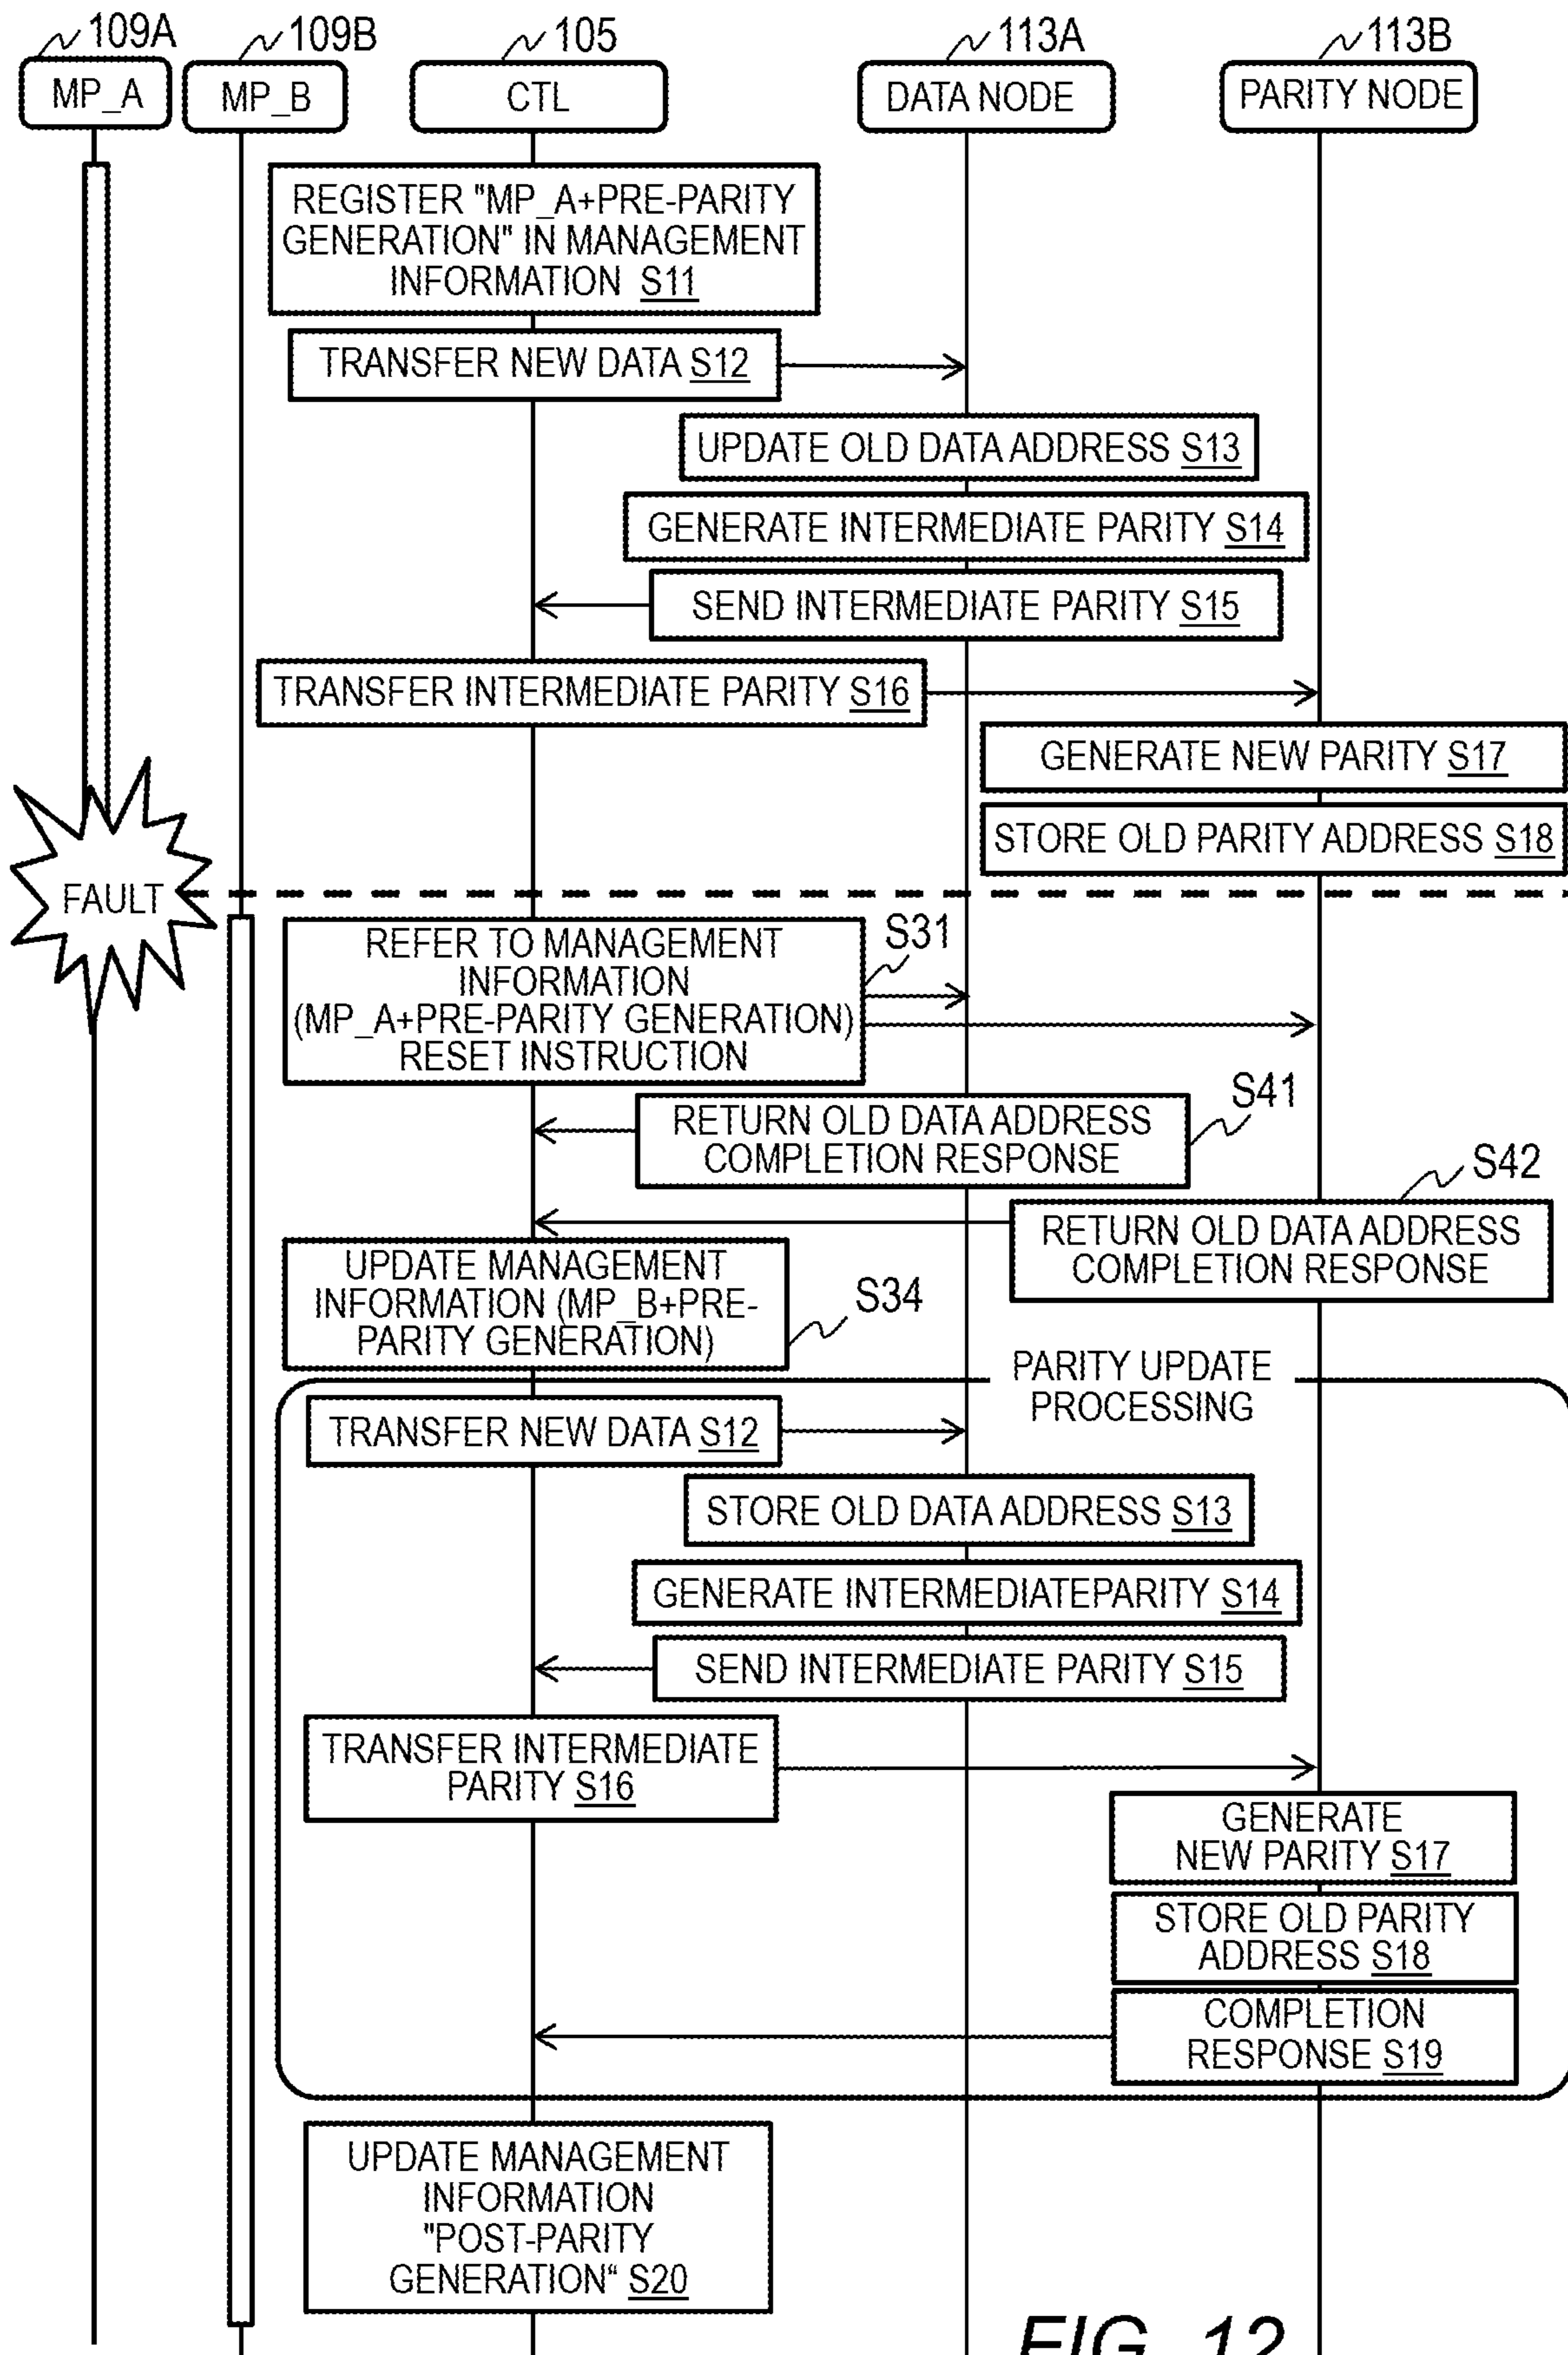 109A
109B
105
113A
113B
MP_A
MP_B
CTL
DATA NODE
PARITY NODE
REGISTER "MP_A+PRE-PARITY
GENERATION" IN MANAGEMENT
INFORMATION S11
TRANSFER NEW DATA S12
UPDATE OLD DATA ADDRESS S13
GENERATE INTERMEDIATE PARITY S14
SEND INTERMEDIATE PARITY S15
TRANSFER INTERMEDIATE PARITY S16
GENERATE NEW PARITY S17
STORE OLD PARITY ADDRESS S18
FAULT
REFER TO MANAGEMENT
INFORMATION
(MP_A+PRE-PARITY GENERATION)
RESET INSTRUCTION
S31
RETURN OLD DATA ADDRESS
COMPLETION RESPONSE
S41
S42
RETURN OLD DATA ADDRESS
COMPLETION RESPONSE
UPDATE MANAGEMENT
INFORMATION (MP_B+PRE-
PARITY GENERATION)
S34
PARITY UPDATE
PROCESSING
TRANSFER NEW DATA S12
STORE OLD DATA ADDRESS S13
GENERATE INTERMEDIATEPARITY S14
SEND INTERMEDIATE PARITY S15
TRANSFER INTERMEDIATE
PARITY S16
GENERATE
NEW PARITY S17
STORE OLD PARITY
ADDRESS S18
COMPLETION
RESPONSE S19
UPDATE MANAGEMENT
INFORMATION
"POST-PARITY
GENERATION" S20
FIG. 12